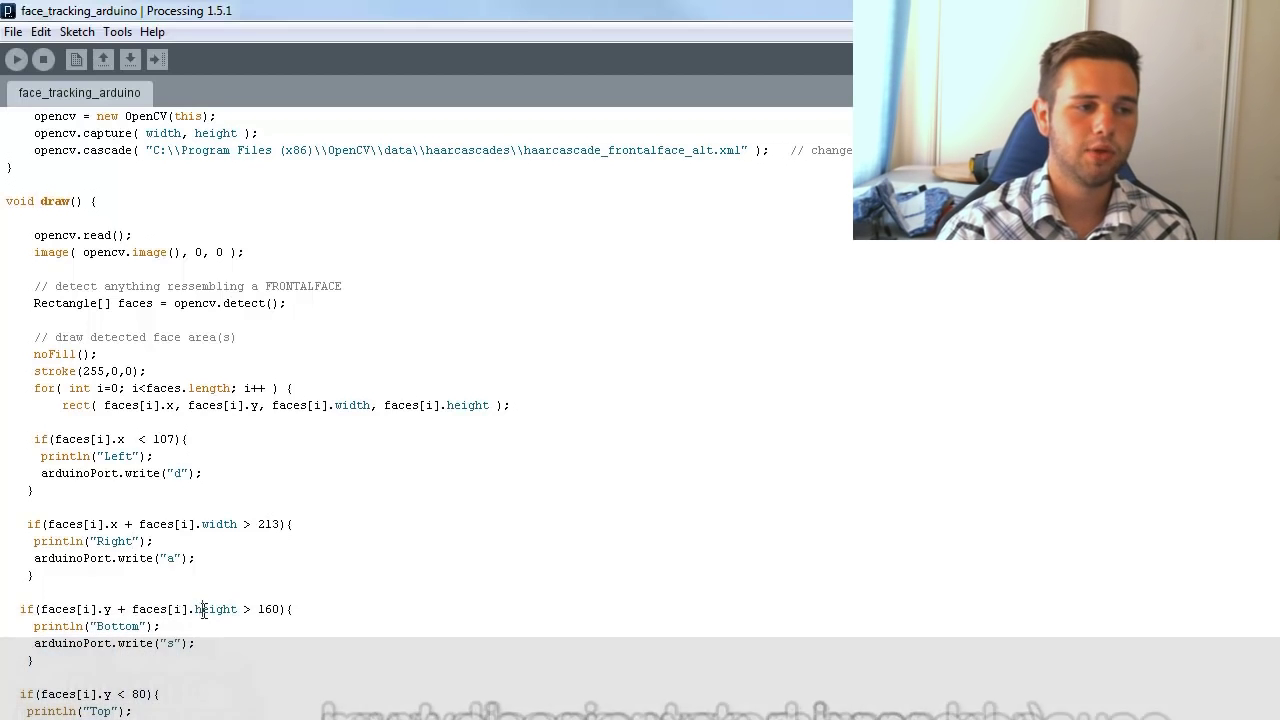 face_tracking_arduino | Processing 1.5.1
File Edit Sketch Tools Help
face_tracking_arduino
opencv = new OpenCV(this);
opencv.capture( width, height );
opencv.cascade( "C:\\Program Files (x86)\\OpenCV\\data\\haarcascades\\haarcascade_frontalface_alt.xml" ); // change
}
void draw() {
opencv.read();
image( opencv.image(), 0, 0 );
// detect anything ressembling a FRONTALFACE
Rectangle[] faces = opencv.detect();
// draw detected face area(s)
noFill();
stroke(255,0,0);
for( int i=0; i<faces.length; i++ ) {
rect( faces[i].x, faces[i].y, faces[i].width, faces[i].height );
if(faces[i].x < 107){
println("Left");
arduinoPort.write("d");
}
if(faces[i].x + faces[i].width > 213){
println("Right");
arduinoPort.write("a");
}
if(faces[i].y + faces[i].height > 160){
println("Bottom");
arduinoPort.write("s");
}
if(faces[i].y < 80){
println("Top");